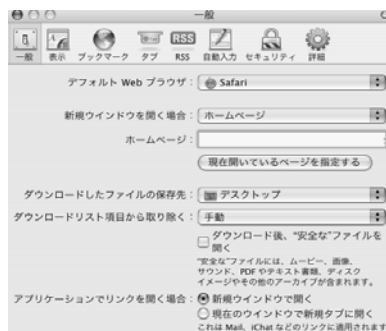 一般
一般 表示 ブックマーク タブ RSS 自動入力 セキュリティ 詳細
デフォルト Web ブラウザ： Safari
新規ウインドウを開く場合： ホームページ
ホームページ：
現在開いているページを指定する
ダウンロードしたファイルの保存先： デスクトップ
ダウンロードリスト項目から取り除く： 手動
ダウンロード後、“安全な”ファイルを
開く
“安全な”ファイルには、ムービー、画像、
サウンド、PDF やテキスト書類、ディスク
イメージやその他のアーカイブが含まれます。
アプリケーションでリンクを開く場合： 新規ウインドウで開く
現在のウインドウで新規タブに開く
これは Mail、iChat などのリンクに適用されます